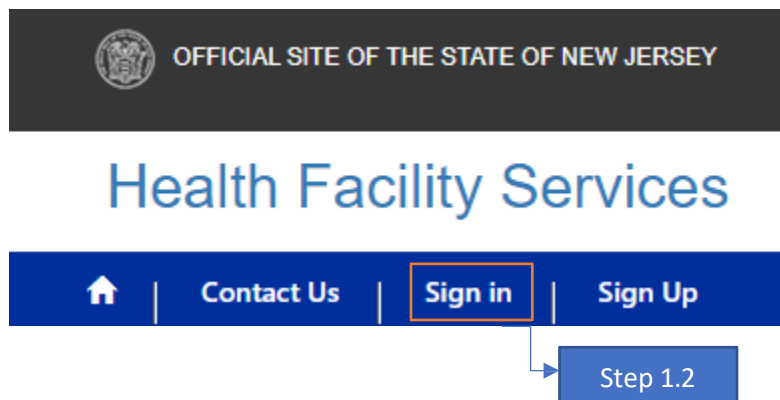 OFFICIAL SITE OF THE STATE OF NEW JERSEY
Health Facility Services
| Contact Us | Sign in | Sign Up
Step 1.2